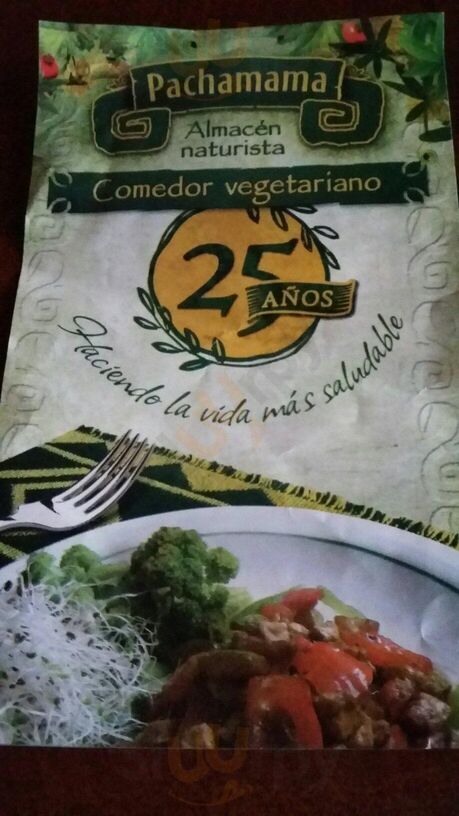 Pachamama
Almacén
naturista
Comedor vegetariano
25
AÑOS
Haciendo la vida más saludable